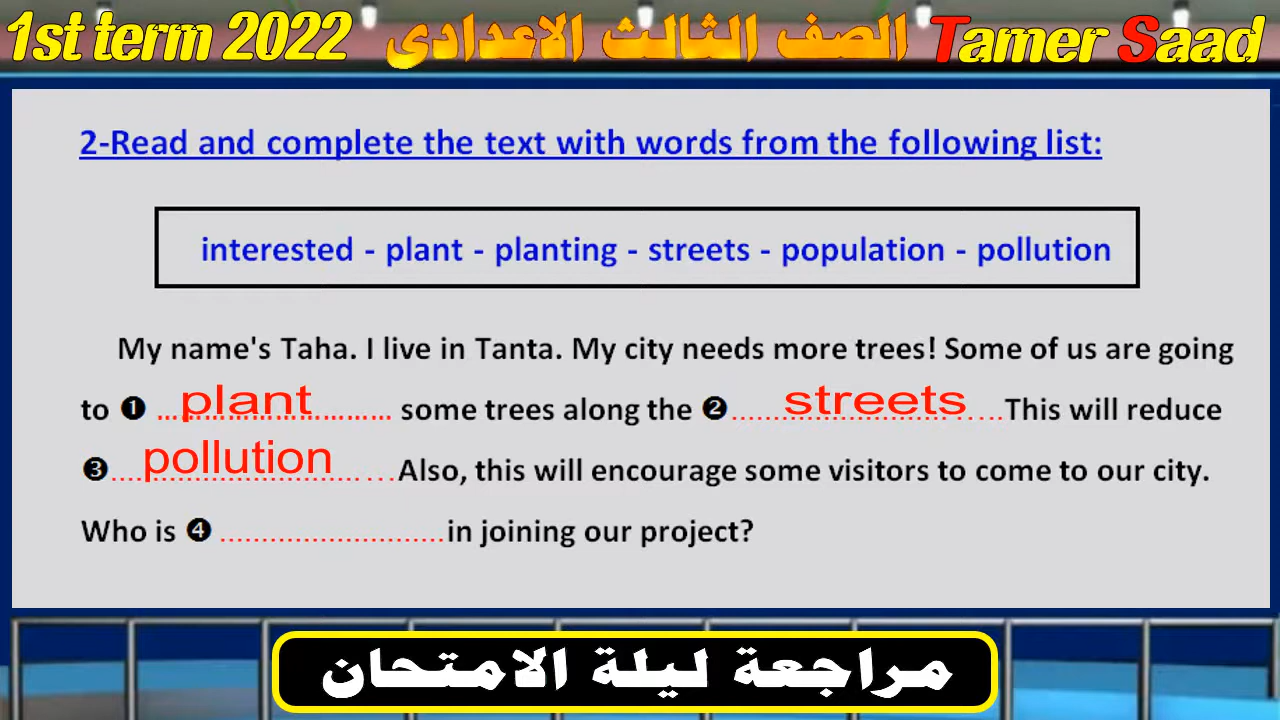 1st term 2022 الصف الثالث الاعدادى Tamer Saad
2-Read and complete the text with words from the following list:
interested - plant - planting - streets - population - pollution
My name's Taha. I live in Tanta. My city needs more trees! Some of us are going
to ❶ ...plant........................ some trees along the ❷ ......streets.......This will reduce
❸ ....pollution............Also, this will encourage some visitors to come to our city.
Who is ❹ ...........................in joining our project?
مراجعة ليلة الامتحان